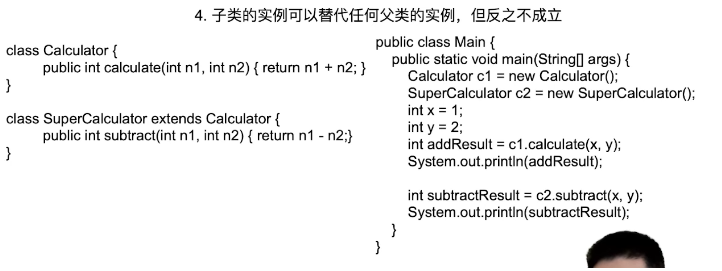 4. 子类的实例可以替代任何父类的实例，但反之不成立
class Calculator {
public int calculate(int n1, int n2) { return n1 + n2; }
}
class SuperCalculator extends Calculator {
public int subtract(int n1, int n2) { return n1 - n2;}
}
public class Main {
public static void main(String[] args) {
Calculator c1 = new Calculator();
SuperCalculator c2 = new SuperCalculator();
int x = 1;
int y = 2;
int addResult = c1.calculate(x, y);
System.out.println(addResult);
int subtractResult = c2.subtract(x, y);
System.out.println(subtractResult);
}
}